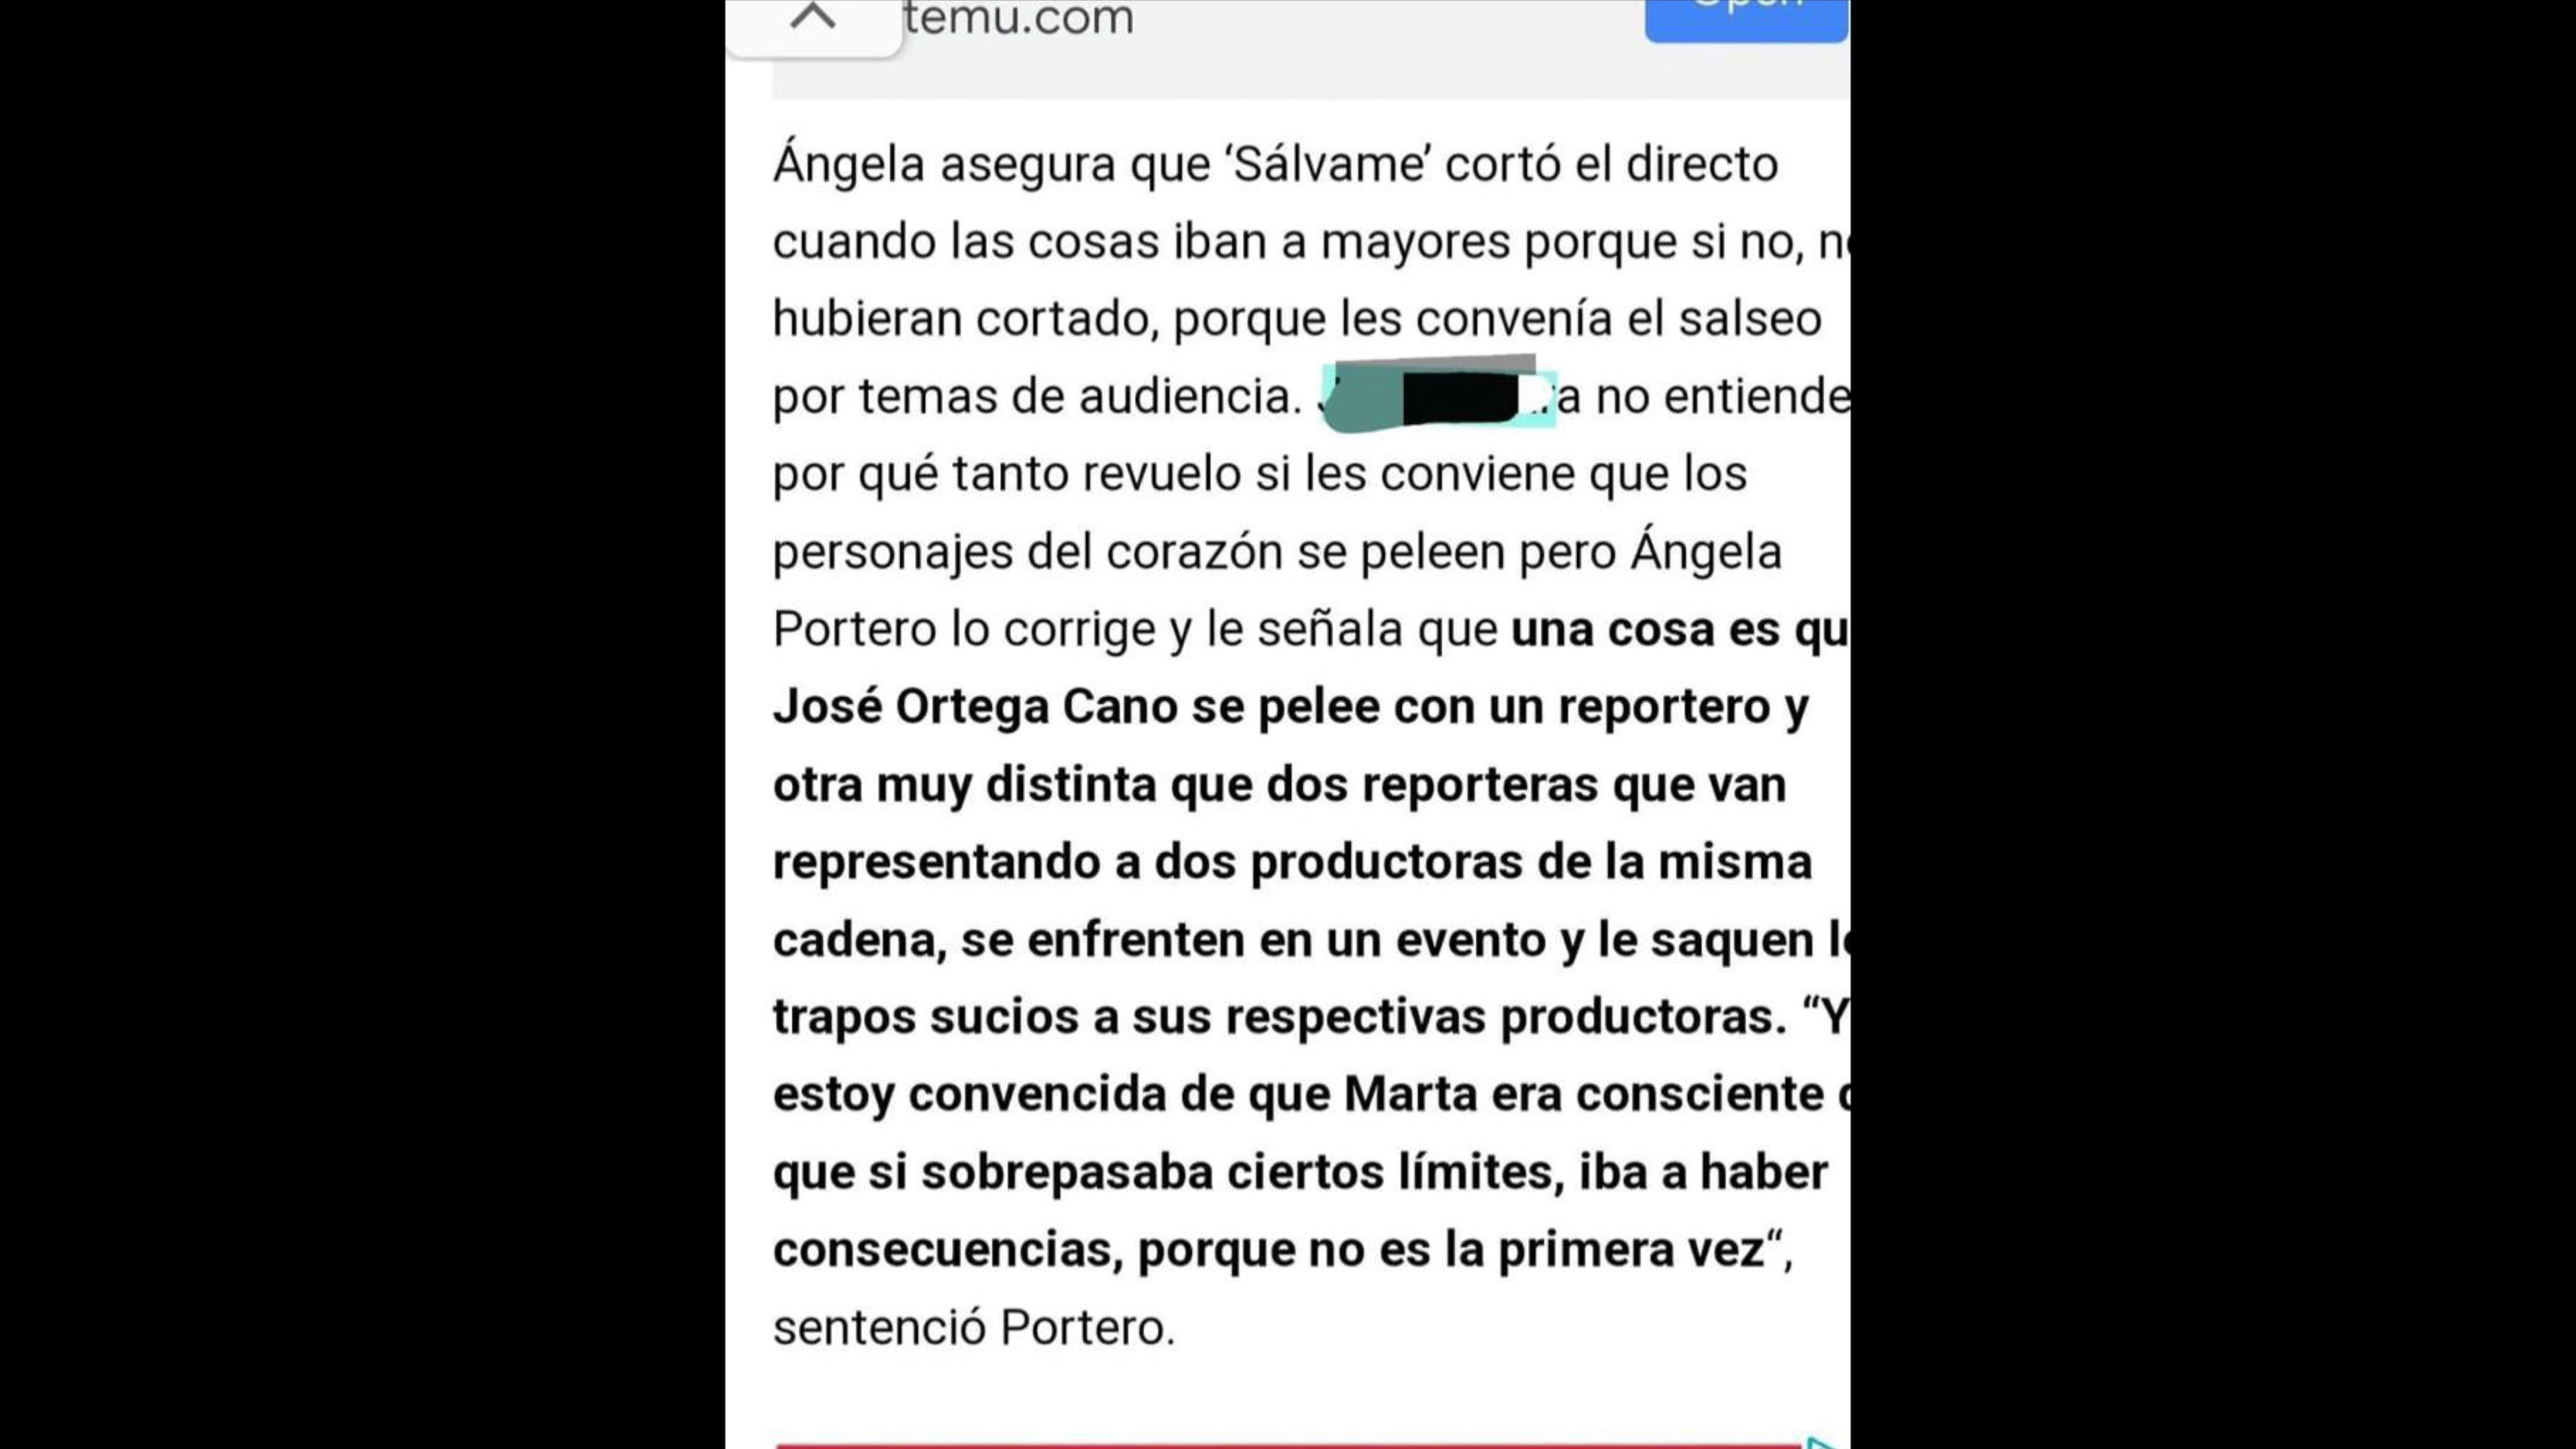 temu.com
Open
Ángela asegura que ‘Sálvame’ cortó el directo
cuando las cosas iban a mayores porque si no,
hubieran cortado, porque les convenía el salseo
por temas de audiencia. no entiende
por qué tanto revuelo si les conviene que los
personajes del corazón se peleen pero Ángela
Portero lo corrige y le señala que una cosa es qu
José Ortega Cano se pelee con un reportero y
otra muy distinta que dos reporteras que van
representando a dos productoras de la misma
cadena, se enfrenten en un evento y le saquen
trapos sucios a sus respectivas productoras. “Y
estoy convencida de que Marta era consciente
que si sobrepasaba ciertos límites, iba a haber
consecuencias, porque no es la primera vez“,
sentenció Portero.